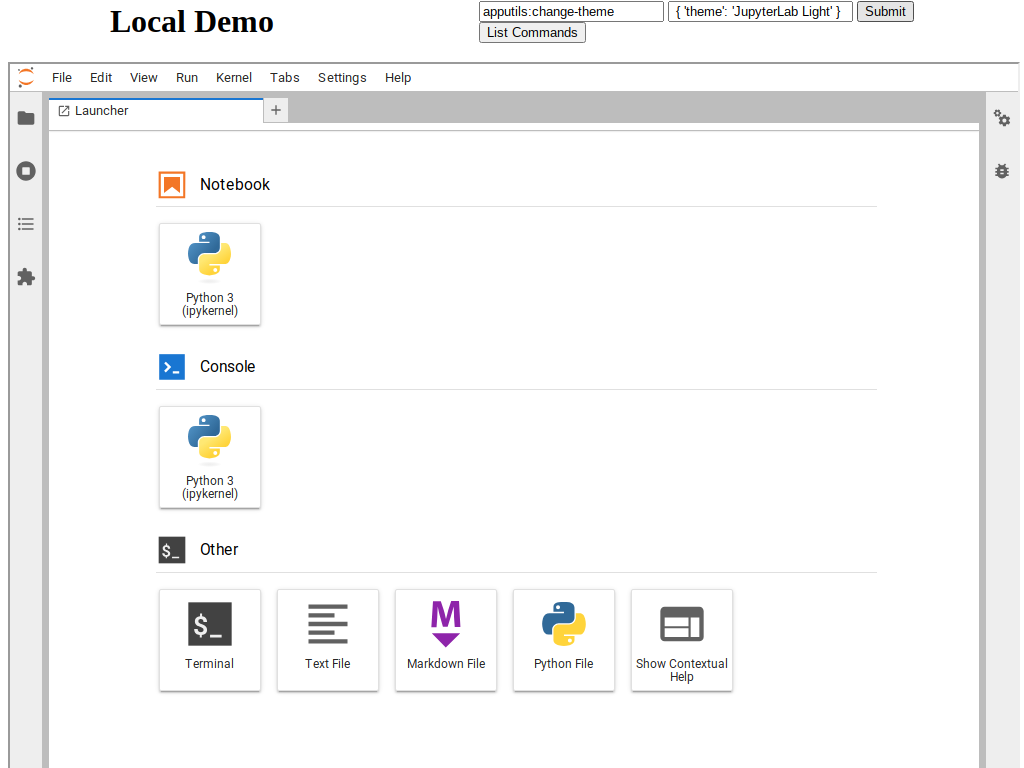 Local Demo
apputils:change-theme { 'theme': 'JupyterLab Light' } Submit
List Commands
File Edit View Run Kernel Tabs Settings Help
Launcher +
Notebook
Python 3
(ipykernel)
Console
Python 3
(ipykernel)
$_ Other
$_
M
Terminal Text File Markdown File Python File Show Contextual
Help